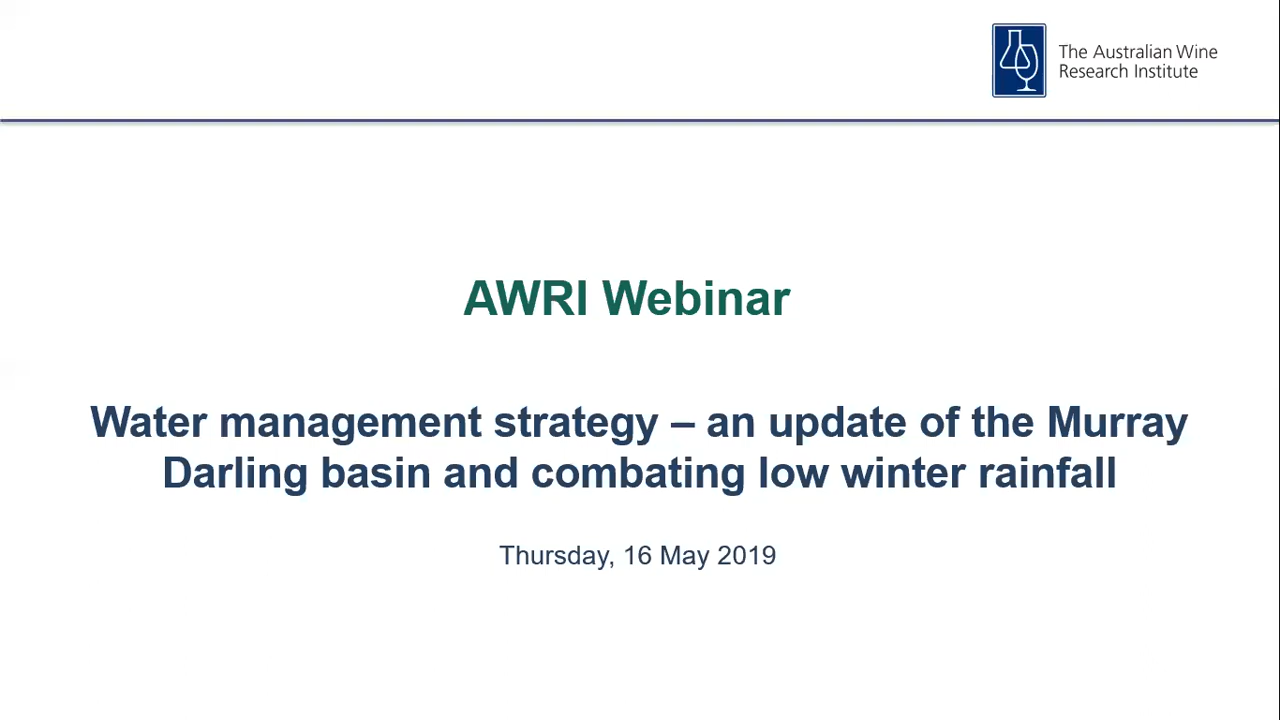 The Australian Wine
Research Institute
AWRI Webinar
Water management strategy – an update of the Murray
Darling basin and combating low winter rainfall
Thursday, 16 May 2019